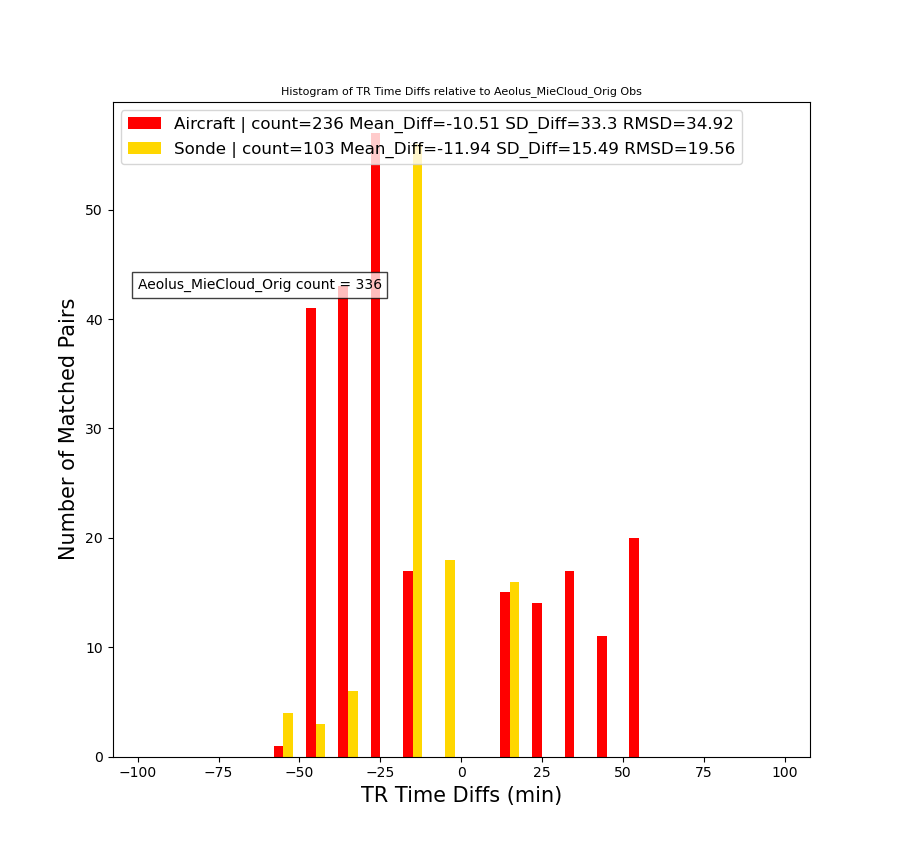 Histogram of TR Time Diffs relative to Aeolus_MieCloud_Orig Obs
Aircraft | count=236 Mean_Diff=-10.51 SD_Diff=33.3 RMSD=34.92
Sonde | count=103 Mean_Diff=-11.94 SD_Diff=15.49 RMSD=19.56
Aeolus_MieCloud_Orig count = 336
Number of Matched Pairs
50
40
30
20
10
0
−100 −75 −50 −25 0 25 50 75 100
TR Time Diffs (min)